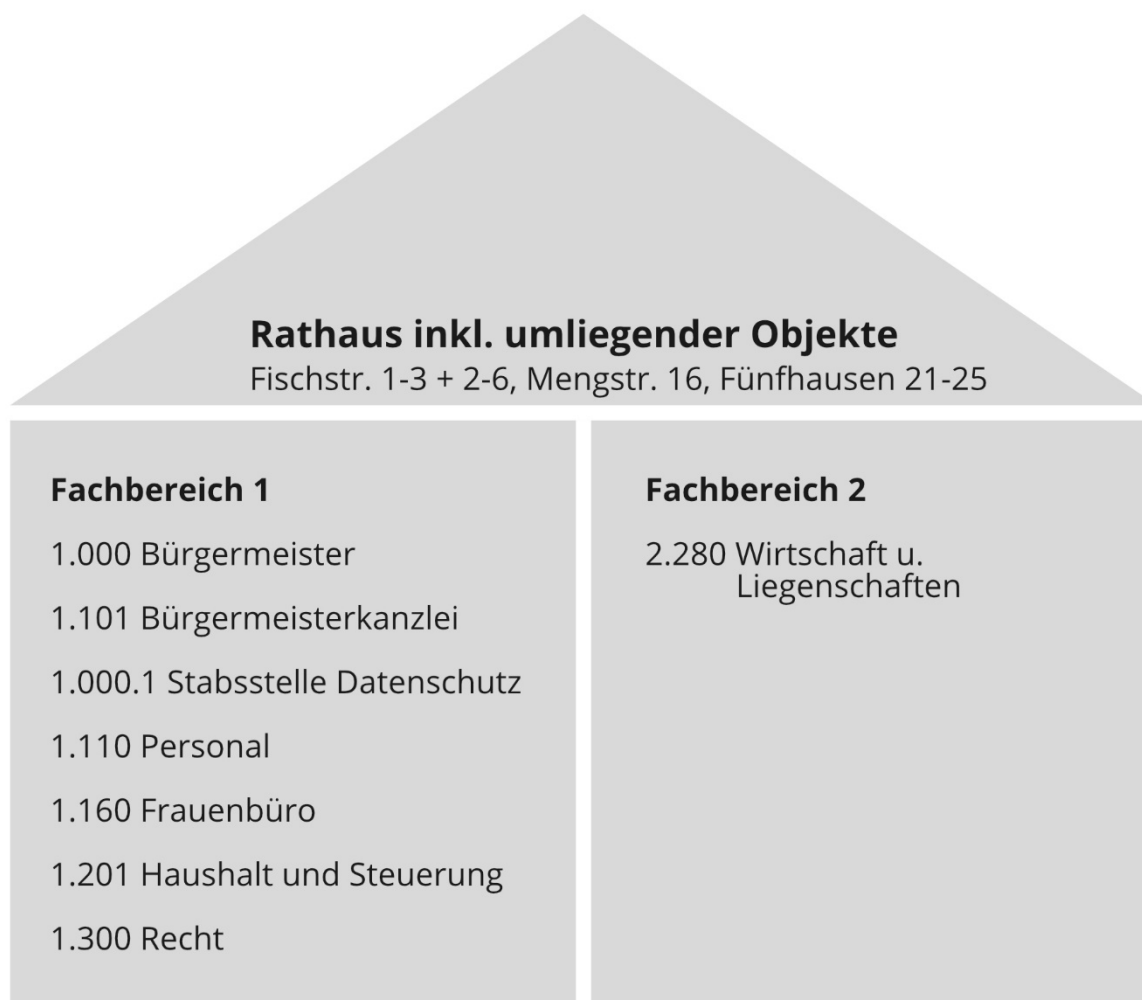 Rathaus inkl. umliegender Objekte
Fischstr. 1-3 + 2-6, Mengstr. 16, Fünfhausen 21-25
Fachbereich 1
1.000 Bürgermeister
1.101 Bürgermeisterkanzlei
1.000.1 Stabsstelle Datenschutz
1.110 Personal
1.160 Frauenbüro
1.201 Haushalt und Steuerung
1.300 Recht
Fachbereich 2
2.280 Wirtschaft u.
Liegenschaften